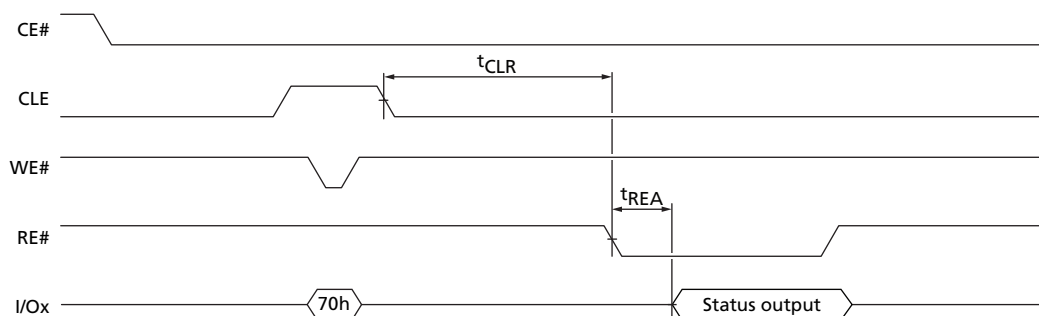 CE#
tCLR
CLE
WE#
tREA
RE#
I/Ox 70h Status output